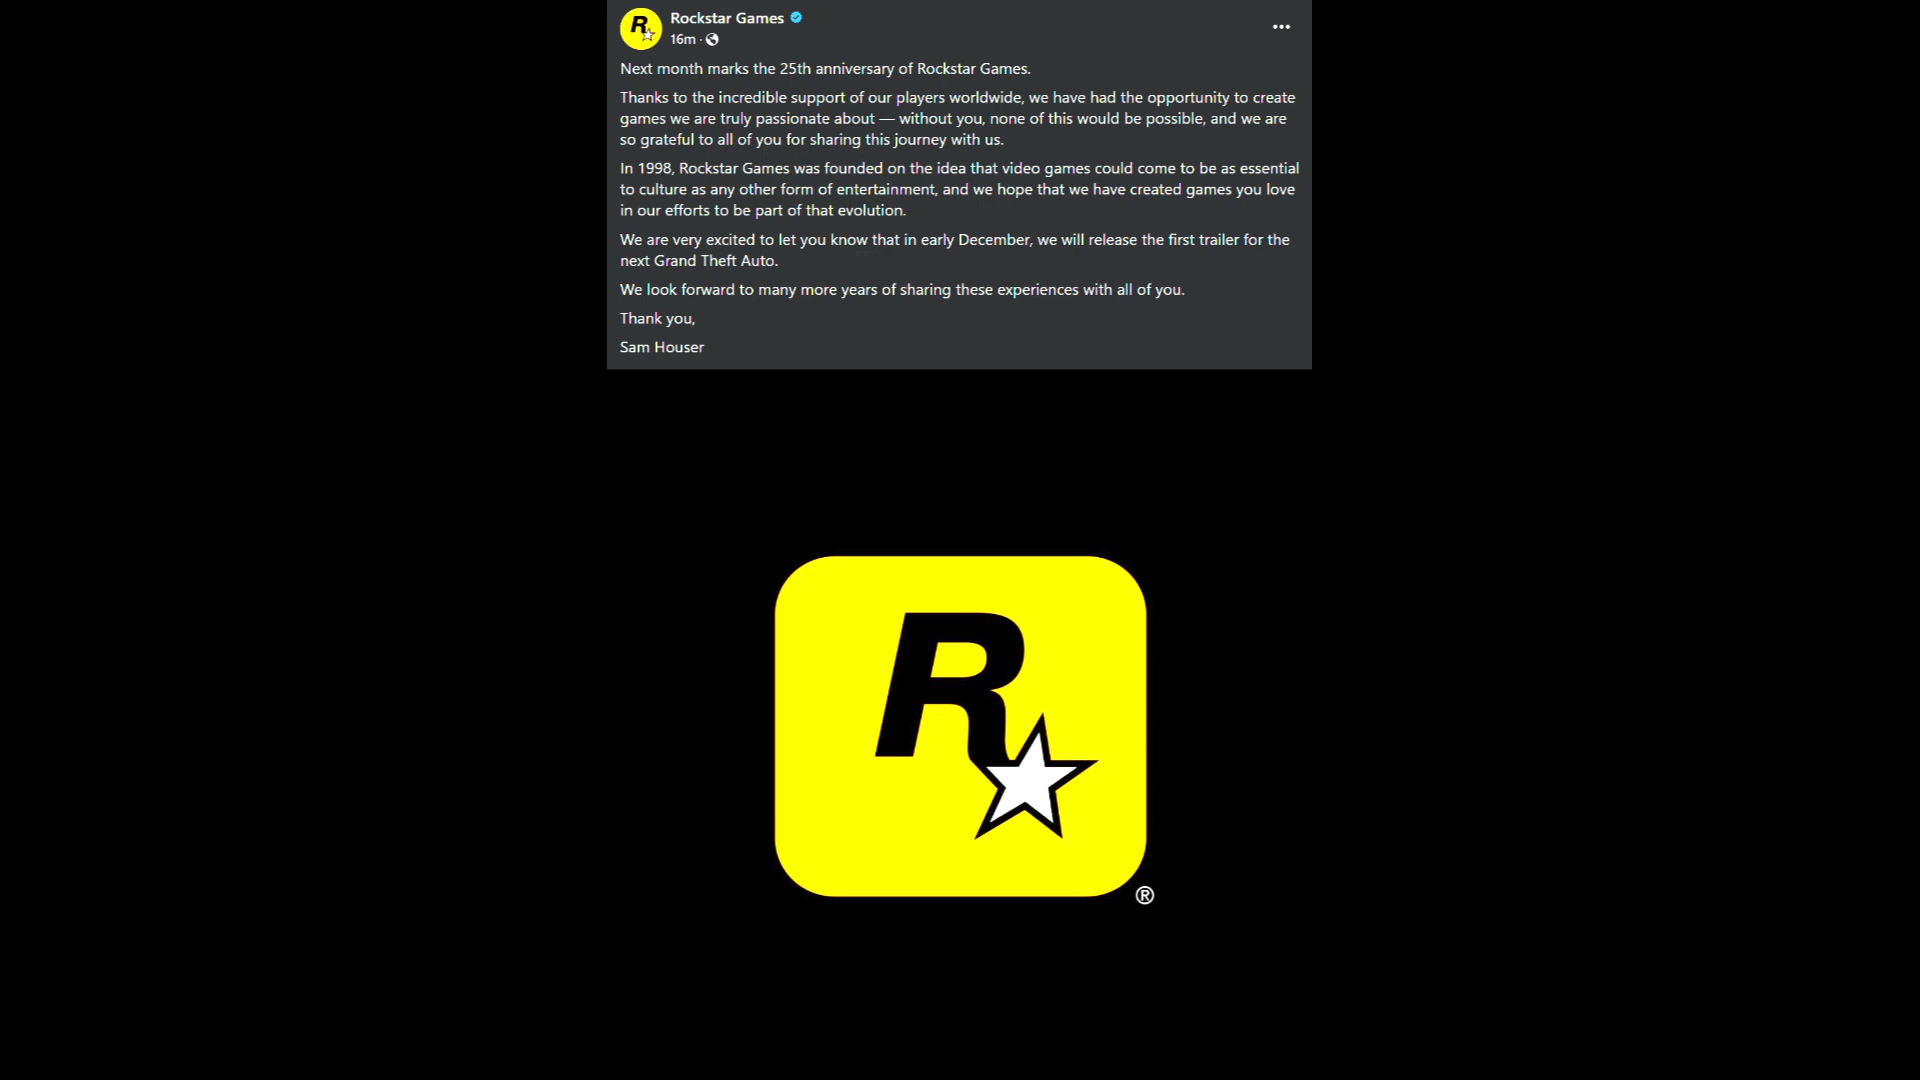 Rockstar Games
16m ·
Next month marks the 25th anniversary of Rockstar Games.
Thanks to the incredible support of our players worldwide, we have had the opportunity to create
games we are truly passionate about — without you, none of this would be possible, and we are
so grateful to all of you for sharing this journey with us.
In 1998, Rockstar Games was founded on the idea that video games could come to be as essential
to culture as any other form of entertainment, and we hope that we have created games you love
in our efforts to be part of that evolution.
We are very excited to let you know that in early December, we will release the first trailer for the
next Grand Theft Auto.
We look forward to many more years of sharing these experiences with all of you.
Thank you,
Sam Houser
R
®